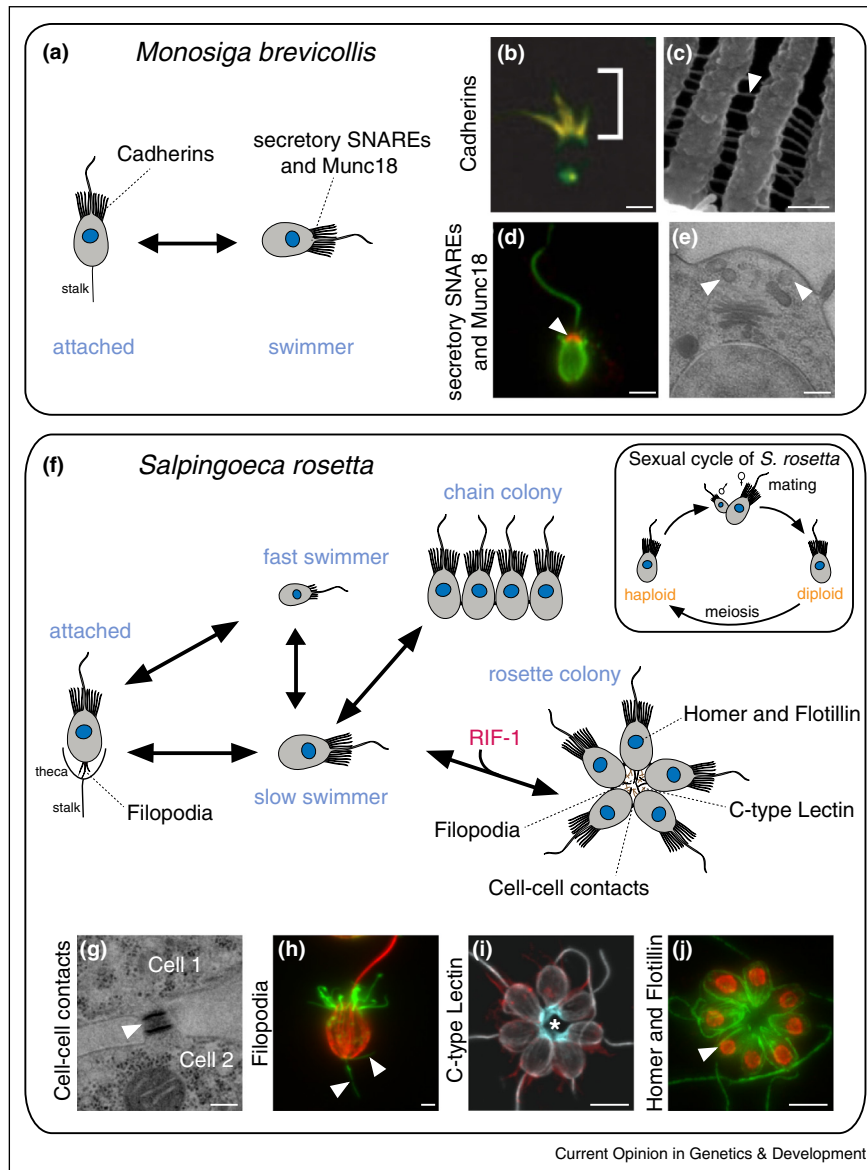 (a)
Monosiga brevicollis
Cadherins
secretory SNAREs
and Munc18
stalk
attached
swimmer
Cadherins
(b)
(c)
secretory SNAREs
and Munc18
(d)
(e)
(f)
Salpingoeca rosetta
Sexual cycle of S. rosetta
♂
♀
mating
haploid
diploid
meiosis
chain colony
fast swimmer
attached
rosette colony
Homer and Flotillin
RIF-1
theca
stalk
Filopodia
slow swimmer
Filopodia
C-type Lectin
Cell-cell contacts
Cell-cell contacts
(g)
Cell 1
Cell 2
Filopodia
(h)
C-type Lectin
(i)
*
Homer and Flotillin
(j)
Current Opinion in Genetics & Development